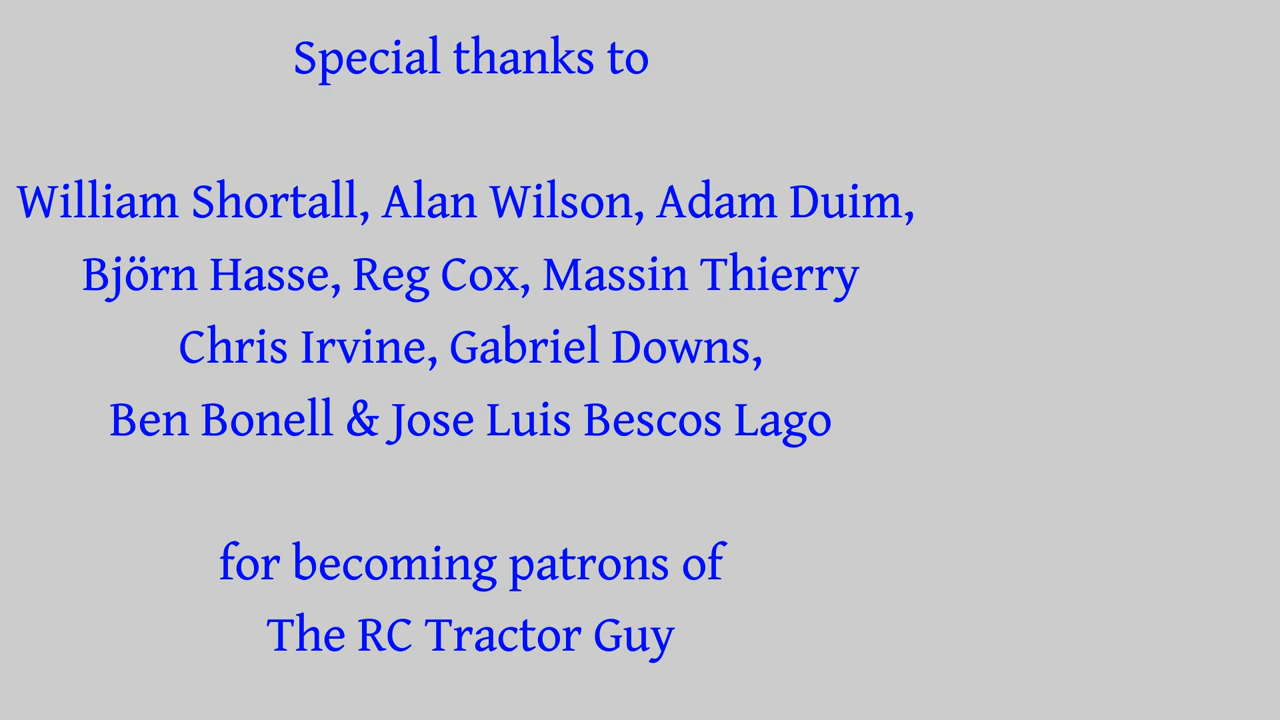 Special thanks to
William Shortall, Alan Wilson, Adam Duim,
Björn Hasse, Reg Cox, Massin Thierry
Chris Irvine, Gabriel Downs,
Ben Bonell & Jose Luis Bescos Lago
for becoming patrons of
The RC Tractor Guy